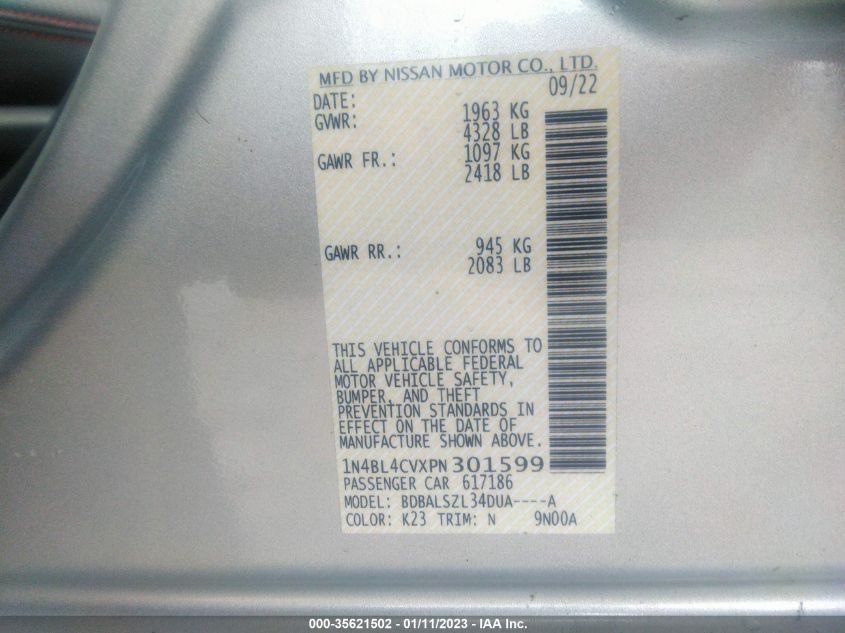 MFD BY NISSAN MOTOR CO., LTD.
DATE: 09/22
GVWR: 1963 KG
4328 LB
GAWR FR.: 1097 KG
2418 LB
GAWR RR.: 945 KG
2083 LB
THIS VEHICLE CONFORMS TO
ALL APPLICABLE FEDERAL
MOTOR VEHICLE SAFETY,
BUMPER, AND THEFT
PREVENTION STANDARDS IN
EFFECT ON THE DATE OF
MANUFACTURE SHOWN ABOVE.
1N4BL4CVXPN301599
PASSENGER CAR 617186
MODEL: BDBALSZL34DUA----A
COLOR: K23 TRIM: N 9N00A
000-35621502 - 01/11/2023 - IAA Inc.